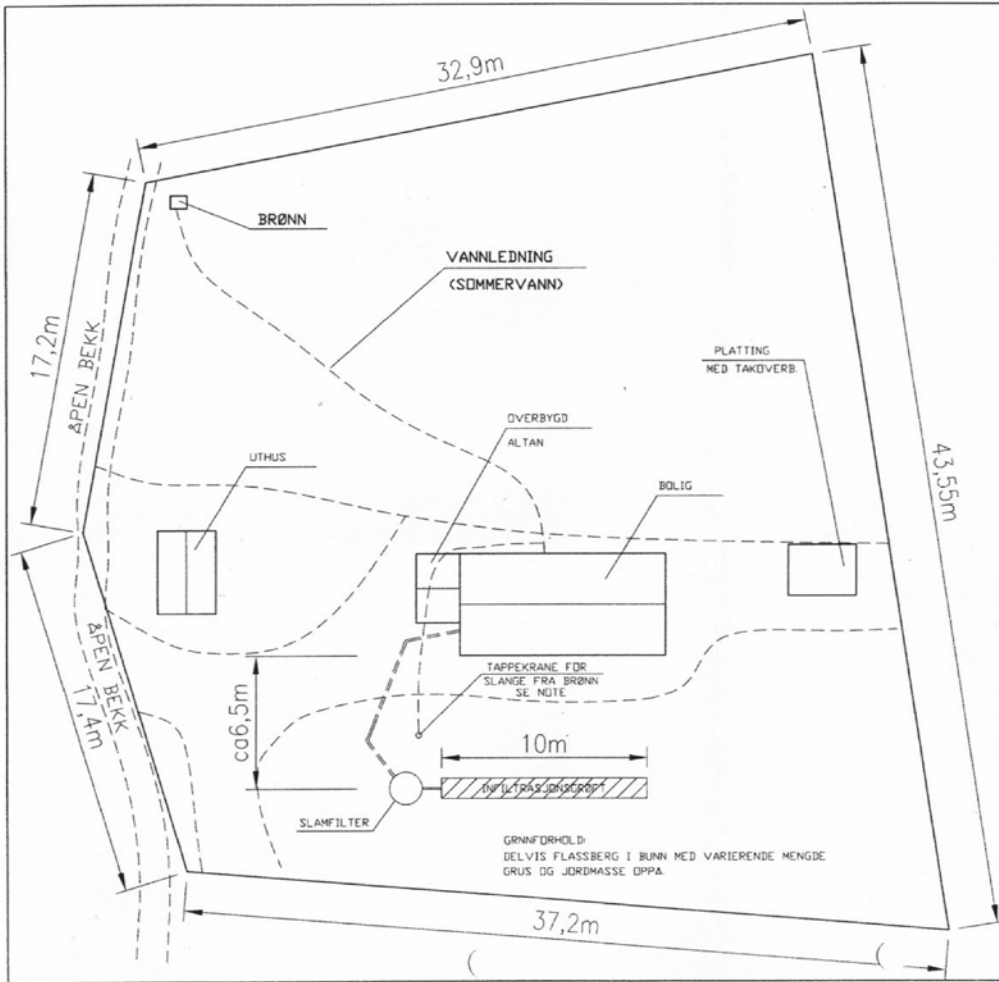 32,9m
BRØNN
VANNLEDNING
(SOMMERVANN)
17,2m
ÅPEN BEKK
PLATTING
MED TAKOVERB.
OVERBYGD
ALTAN
UTHUS
BOLIG
43,55m
ÅPEN BEKK
17,4m
TAPPEKRANE FOR
SLANGE FRA BRØNN
SE NOTE
ca6,5m
10m
INFILTRASJONSGRØFT
SLAMFILTER
GRNNFORHOLD:
DELVIS FLASSBERG I BUNN MED VARIERENDE MENGDE
GRUS OG JORDMASSE OPPÅ.
37,2m